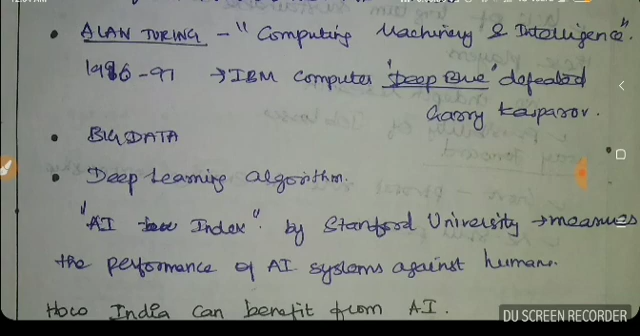 • ALAN TURING - "Computing Machinery & Intelligence".
1996-97 → IBM Computer 'Deep Blue' defeated
Garry Kasparov.
• BIG DATA
• Deep Learning algorithm.
"AI Index" by Stanford University → measures
the performance of AI systems against humans.
How India can benefit from AI.
DU SCREEN RECORDER